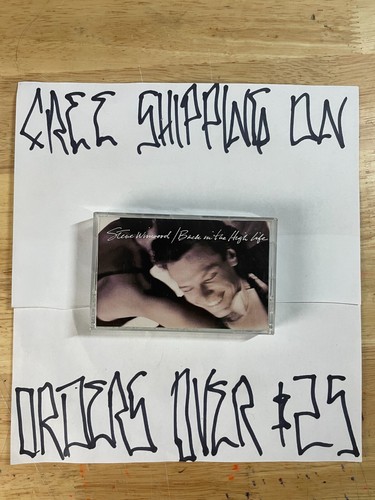 FREE SHIPPING ON
Steve Winwood / Back in the High Life
ORDERS OVER $25